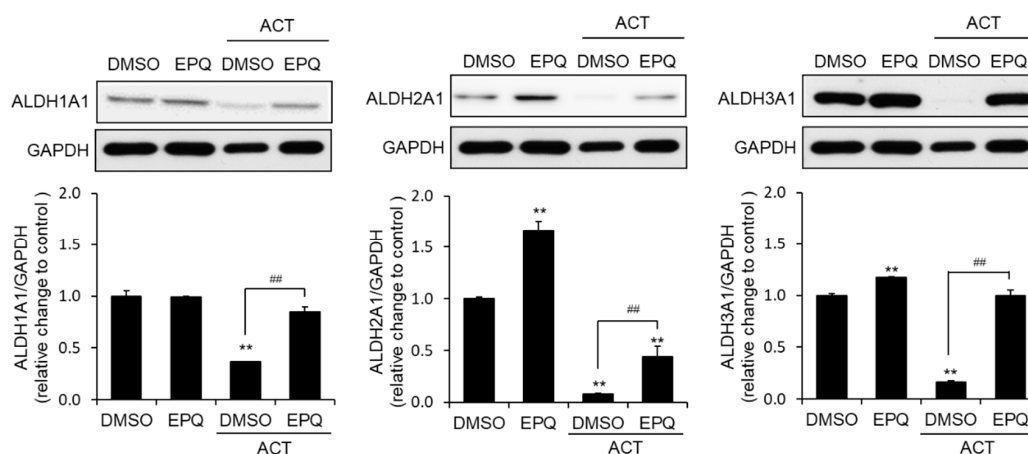 ACT
DMSO EPQ DMSO EPQ
ALDH1A1
GAPDH
ALDH1A1/GAPDH
(relative change to control )
2.0
1.5
1.0
0.5
0.0
##
**
DMSO EPQ DMSO EPQ
ACT
ACT
DMSO EPQ DMSO EPQ
ALDH2A1
GAPDH
ALDH2A1/GAPDH
(relative change to control )
2.0
1.5
1.0
0.5
0.0
**
##
**
**
DMSO EPQ DMSO EPQ
ACT
ACT
DMSO EPQ DMSO EPQ
ALDH3A1
GAPDH
ALDH3A1/GAPDH
(relative change to control )
2.0
1.5
1.0
0.5
0.0
**
##
**
DMSO EPQ DMSO EPQ
ACT